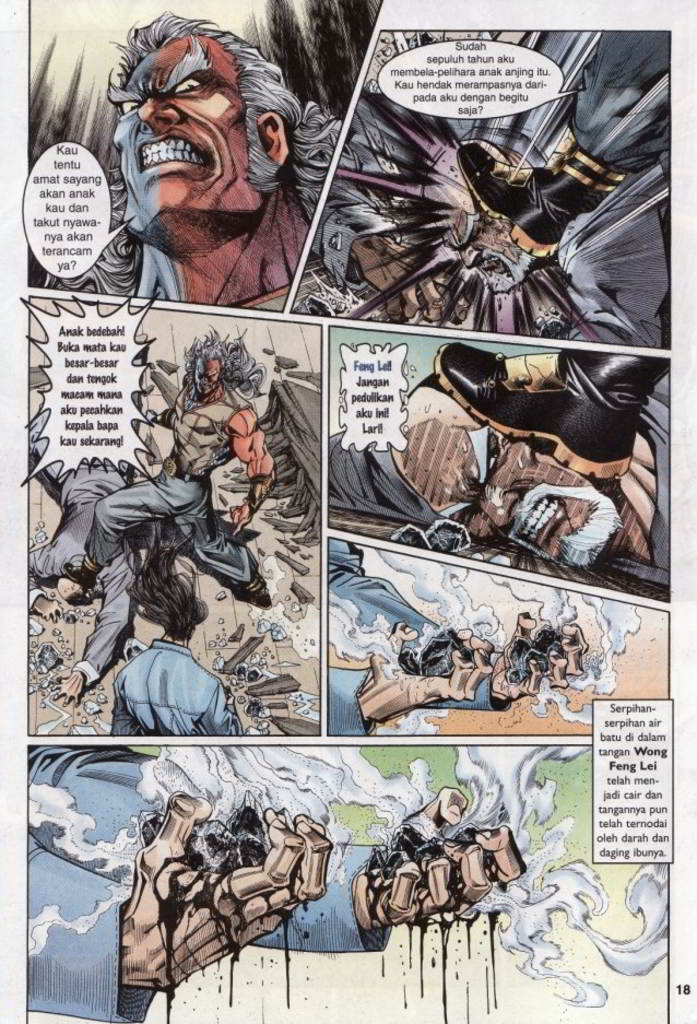 Kau
tentu
amat sayang
akan anak
kau dan
takut nyawa-
nya akan
terancam
ya?
Sudah
sepuluh tahun aku
membela-pelihara anak anjing itu.
Kau hendak merampasnya dari-
pada aku dengan begitu
saja?
Anak bedebah!
Buka mata kau
besar-besar
dan tengok
macam mana
aku pecahkan
kepala bapa
kau sekarang!
Feng Lei!
Jangan
pedulikan
aku ini!
Lari!
Serpihan-
serpihan air
batu di dalam
tangan Wong
Feng Lei
telah men-
jadi cair dan
tangannya pun
telah ternodai
oleh darah dan
daging ibunya.
18